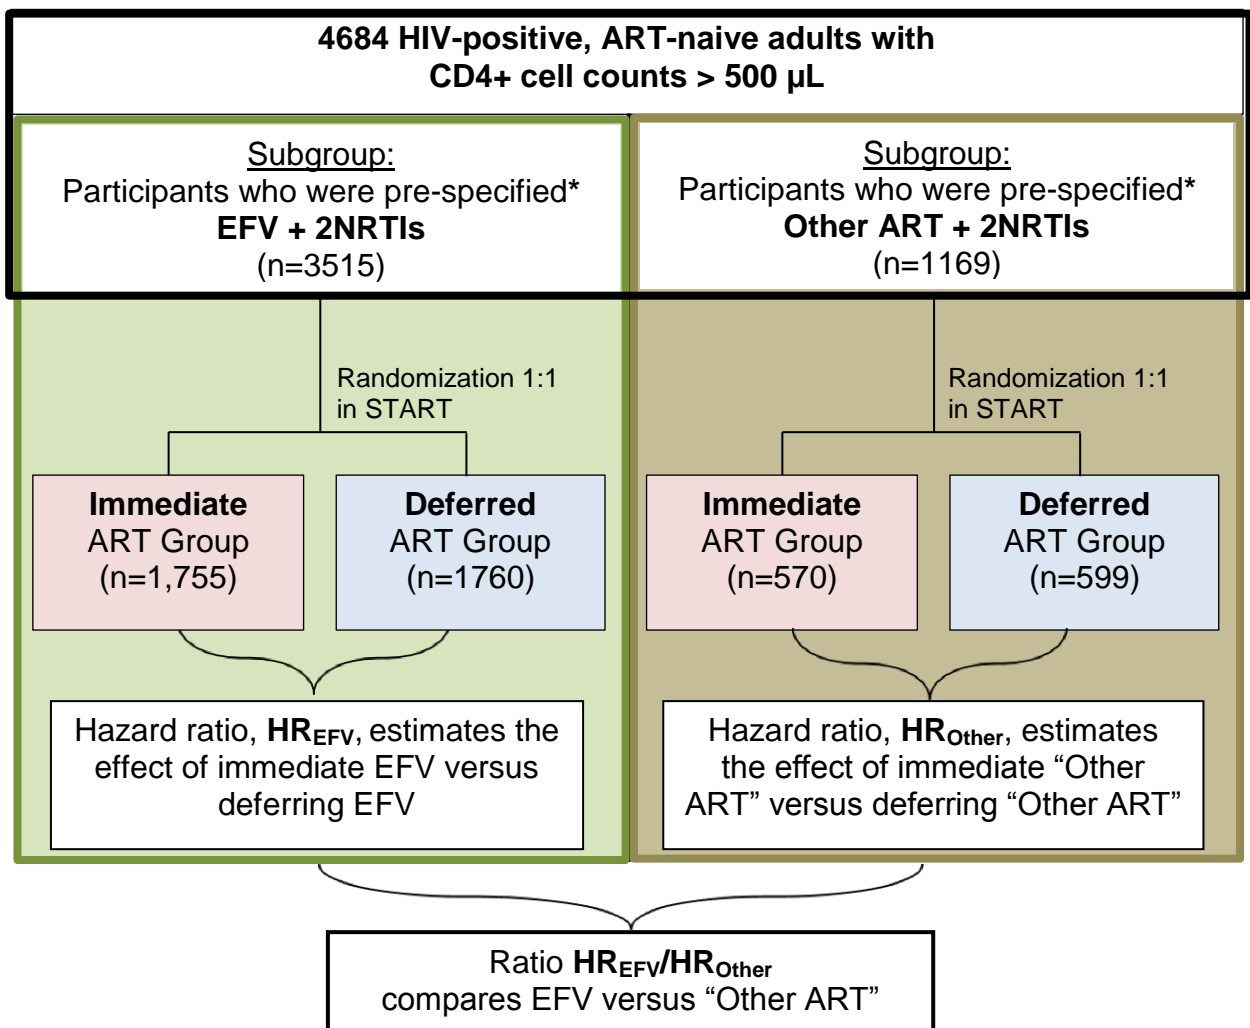 4684 HIV-positive, ART-naive adults with
CD4+ cell counts > 500 µL
Subgroup:
Participants who were pre-specified*
EFV + 2NRTIs
(n=3515)
Subgroup:
Participants who were pre-specified*
Other ART + 2NRTIs
(n=1169)
Randomization 1:1
in START
Randomization 1:1
in START
Immediate
ART Group
(n=1,755)
Deferred
ART Group
(n=1760)
Immediate
ART Group
(n=570)
Deferred
ART Group
(n=599)
Hazard ratio, HR_EFV, estimates the
effect of immediate EFV versus
deferring EFV
Hazard ratio, HR_Other, estimates
the effect of immediate “Other
ART” versus deferring “Other ART”
Ratio HR_EFV/HR_Other
compares EFV versus “Other ART”